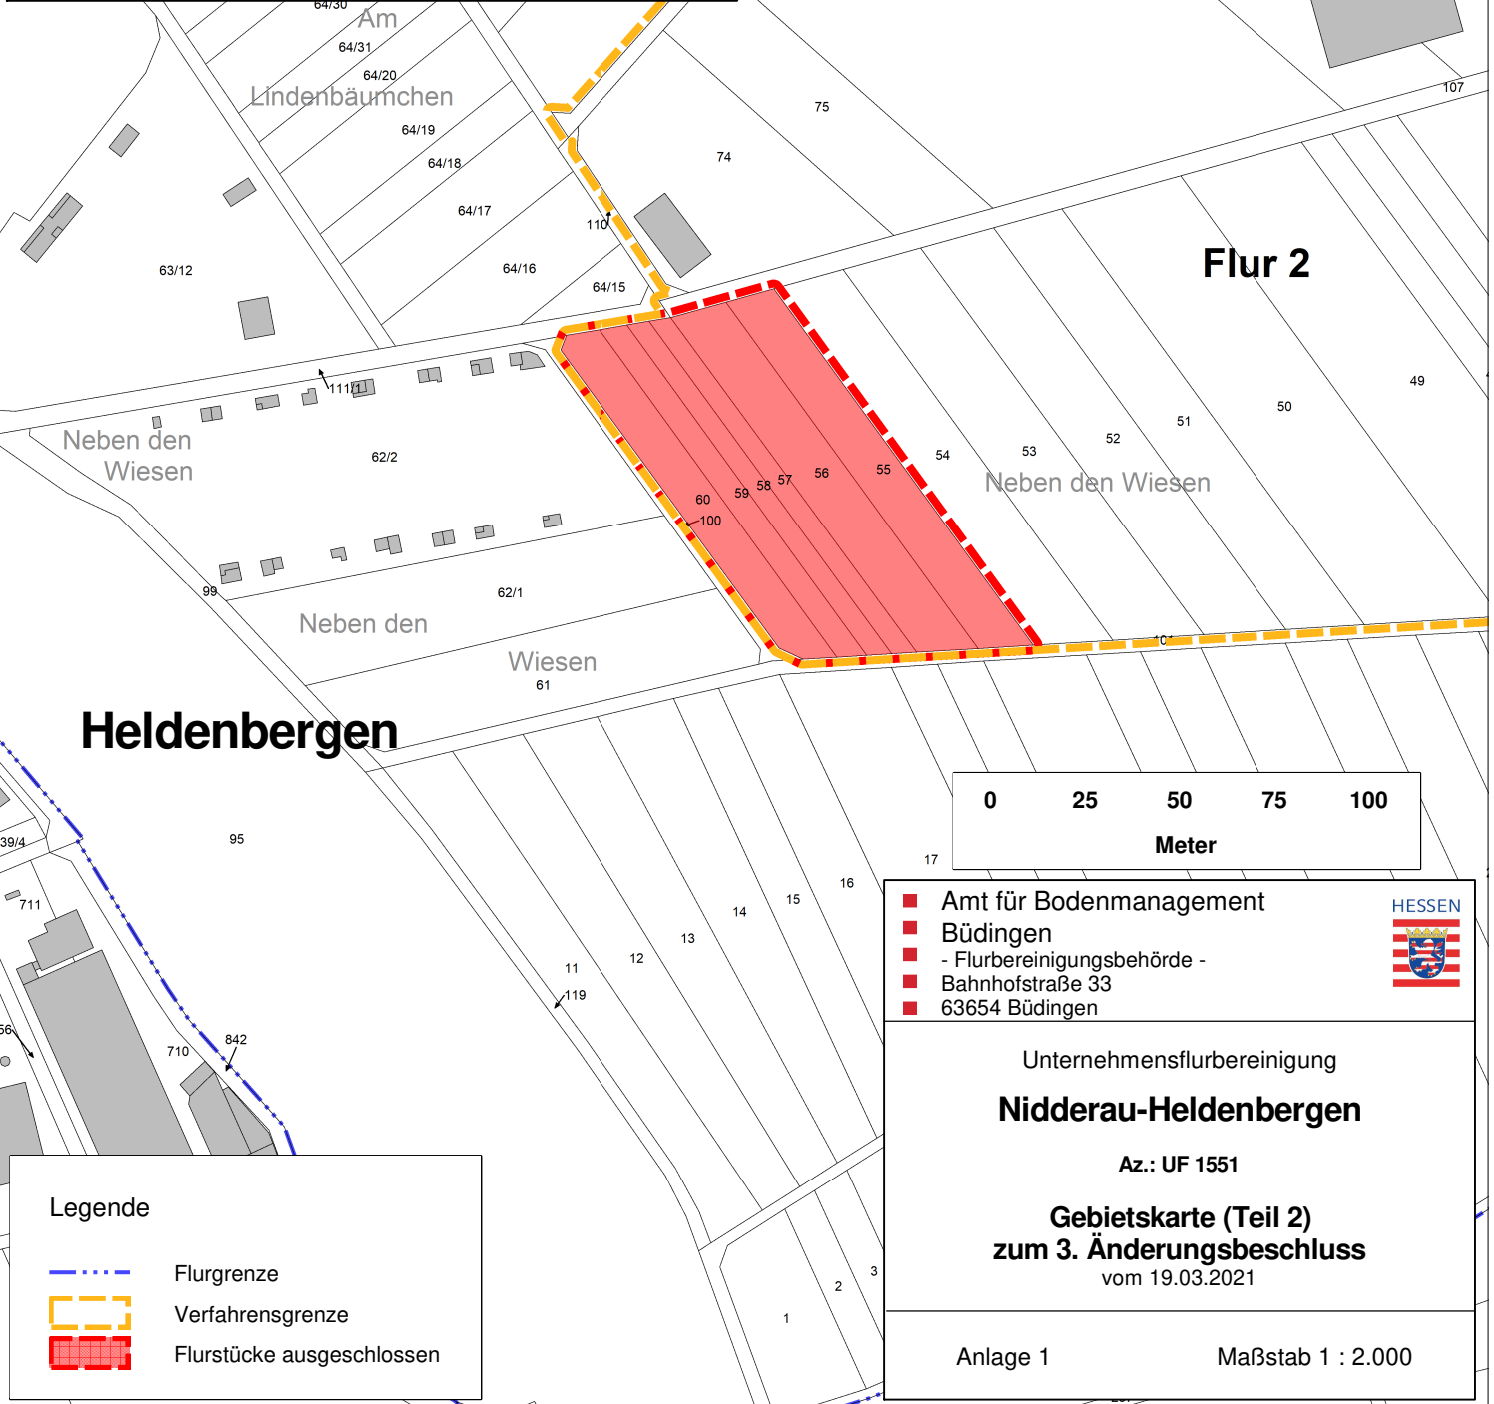 64/30
Am
64/31
64/20
Lindenbäumchen
64/19
64/18
64/17
64/16
64/15
110
75
74
107
63/12
Flur 2
111/1
Neben den
Wiesen
62/2
49
50
51
52
53
54
55
56
57
58
59
60
100
Neben den Wiesen
99
62/1
Neben den
Wiesen
61
101
Heldenbergen
95
39/4
711
56
710
842
11
119
12
13
14
15
16
17
1
2
3
0 25 50 75 100
Meter
Amt für Bodenmanagement
Büdingen
- Flurbereinigungsbehörde -
Bahnhofstraße 33
63654 Büdingen
HESSEN
Unternehmensflurbereinigung
Nidderau-Heldenbergen
Az.: UF 1551
Gebietskarte (Teil 2)
zum 3. Änderungsbeschluss
vom 19.03.2021
Anlage 1 Maßstab 1 : 2.000
Legende
Flurgrenze
Verfahrensgrenze
Flurstücke ausgeschlossen